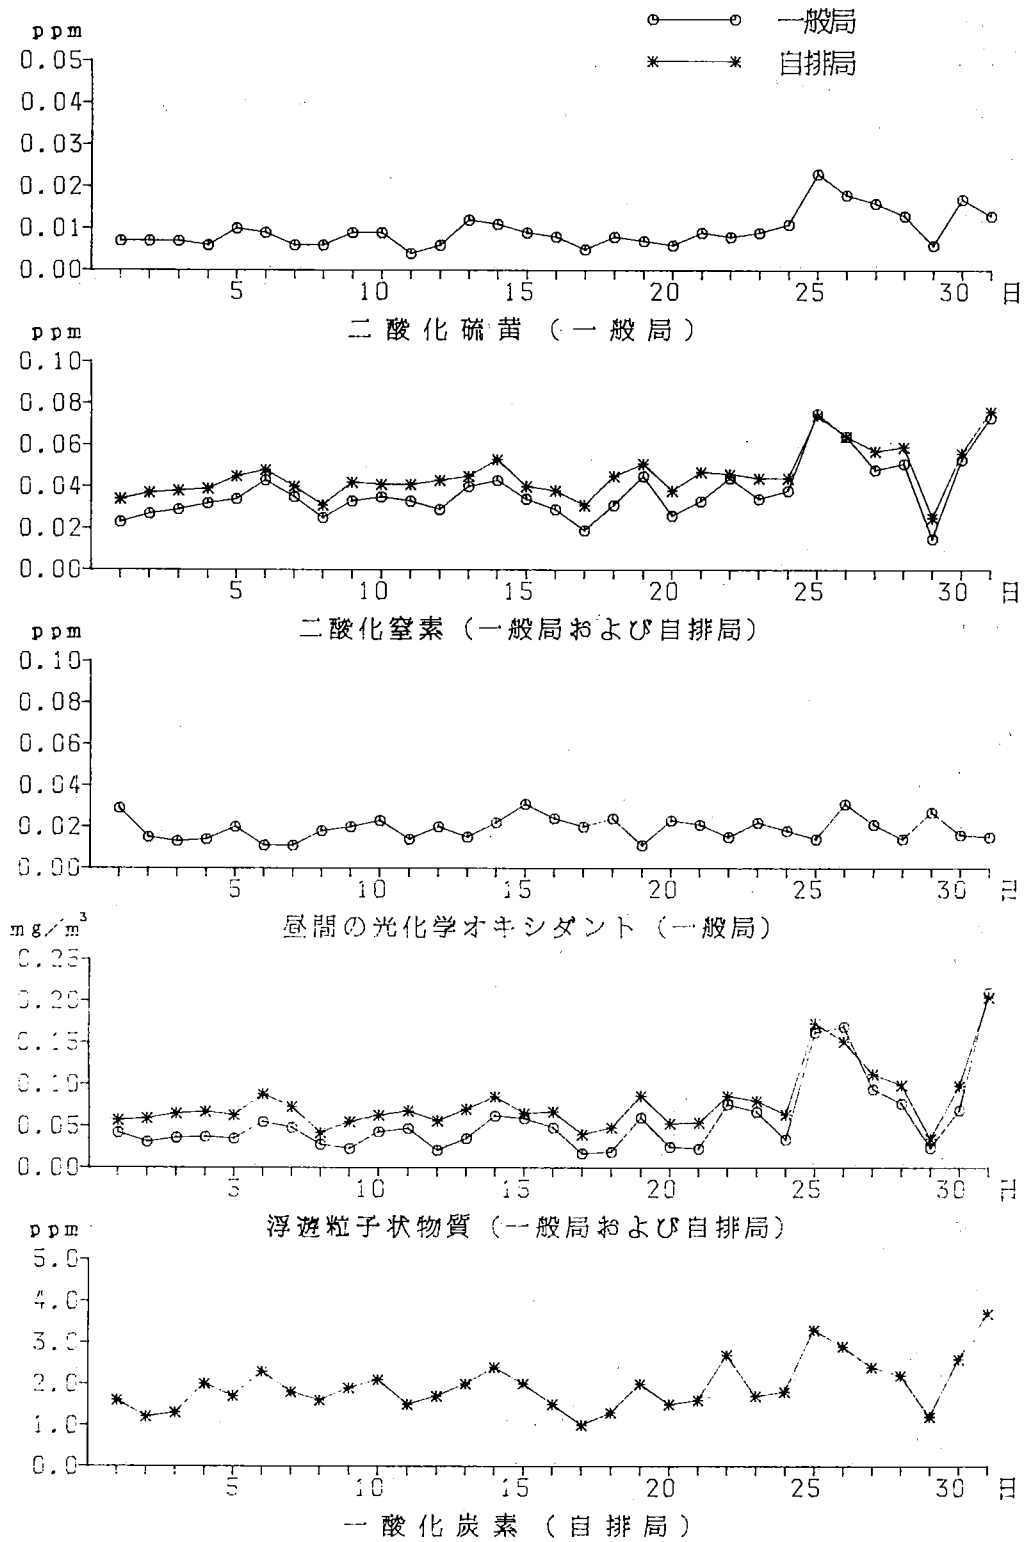 一般局
自排局
ppm
0.05
0.04
0.03
0.02
0.01
0.00
5 10 15 20 25 30 日
二酸化硫黄(一般局)
ppm
0.10
0.08
0.06
0.04
0.02
0.00
5 10 15 20 25 30 日
二酸化窒素(一般局および自排局)
ppm
0.10
0.08
0.06
0.04
0.02
0.00
5 10 15 20 25 30 日
昼間の光化学オキシダント(一般局)
mg/m³
0.25
0.20
0.15
0.10
0.05
0.00
5 10 15 20 25 30 日
浮遊粒子状物質(一般局および自排局)
ppm
5.0
4.0
3.0
2.0
1.0
0.0
5 10 15 20 25 30 日
一酸化炭素(自排局)